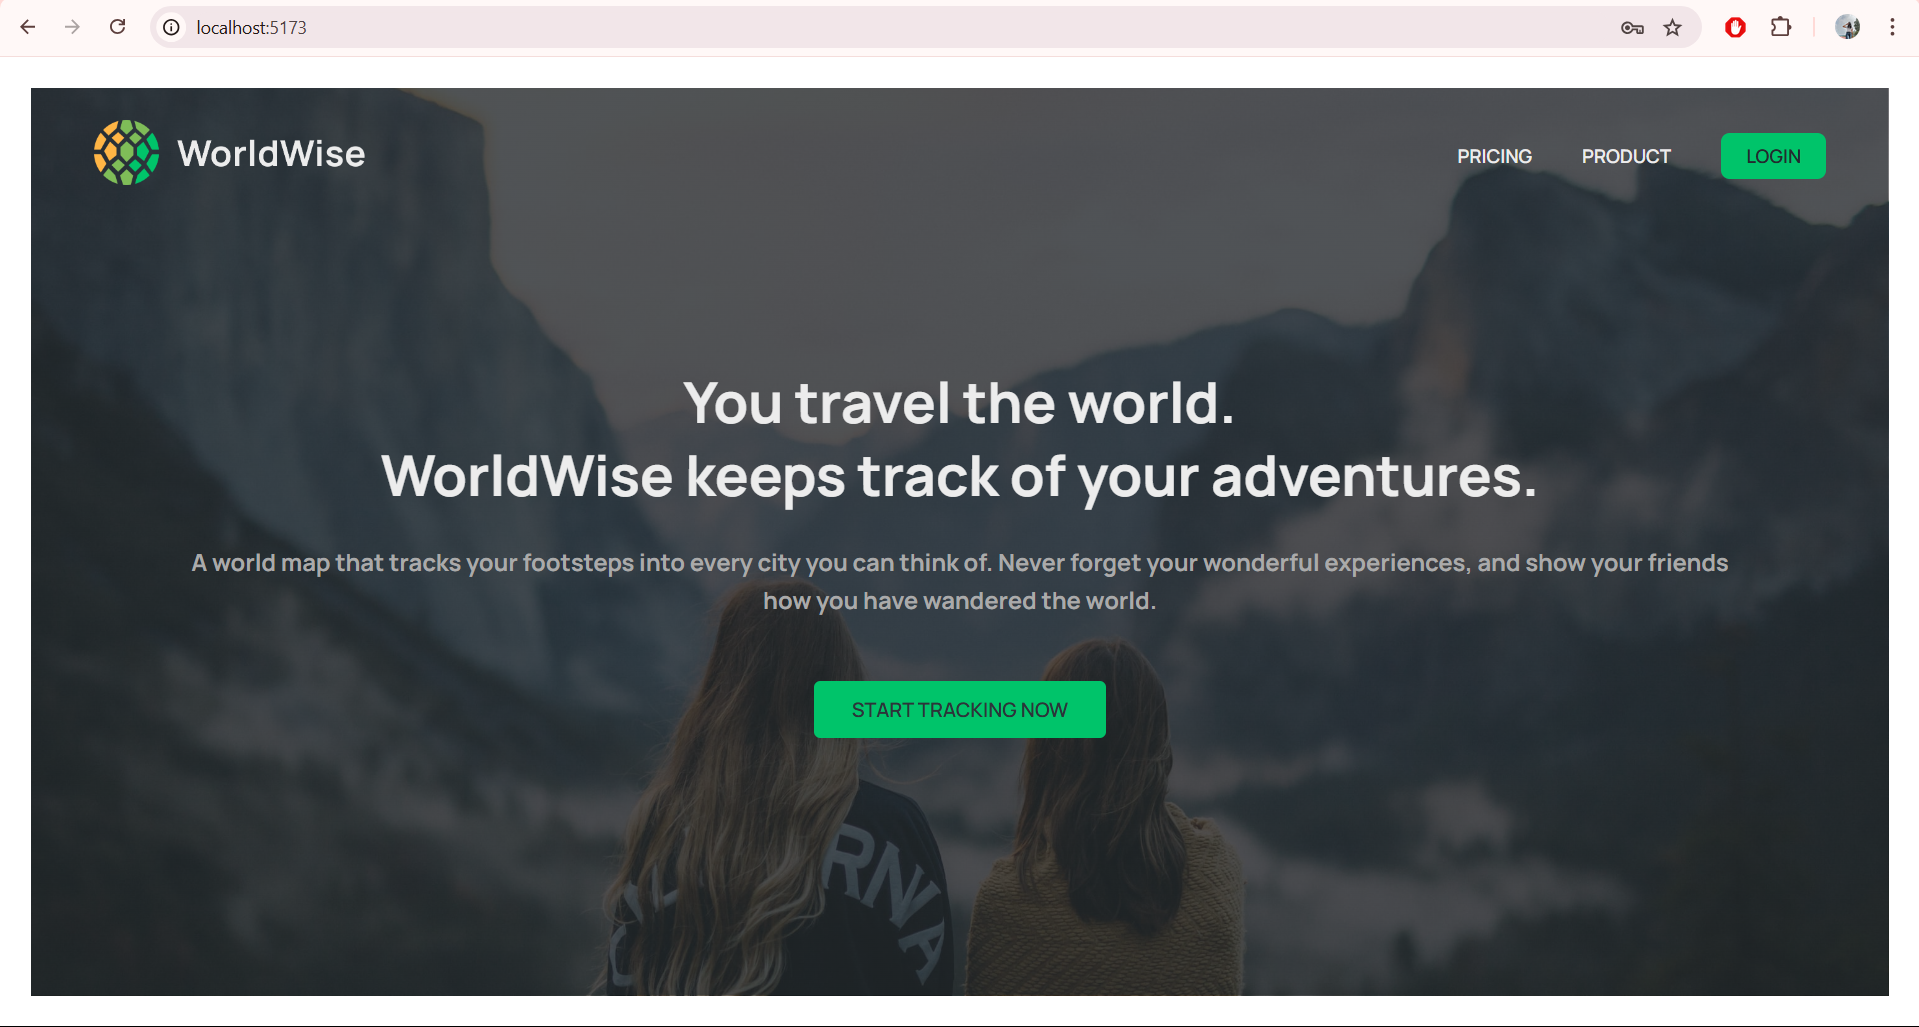 localhost:5173
WorldWise
PRICING PRODUCT LOGIN
You travel the world.
WorldWise keeps track of your adventures.
A world map that tracks your footsteps into every city you can think of. Never forget your wonderful experiences, and show your friends
how you have wandered the world.
START TRACKING NOW